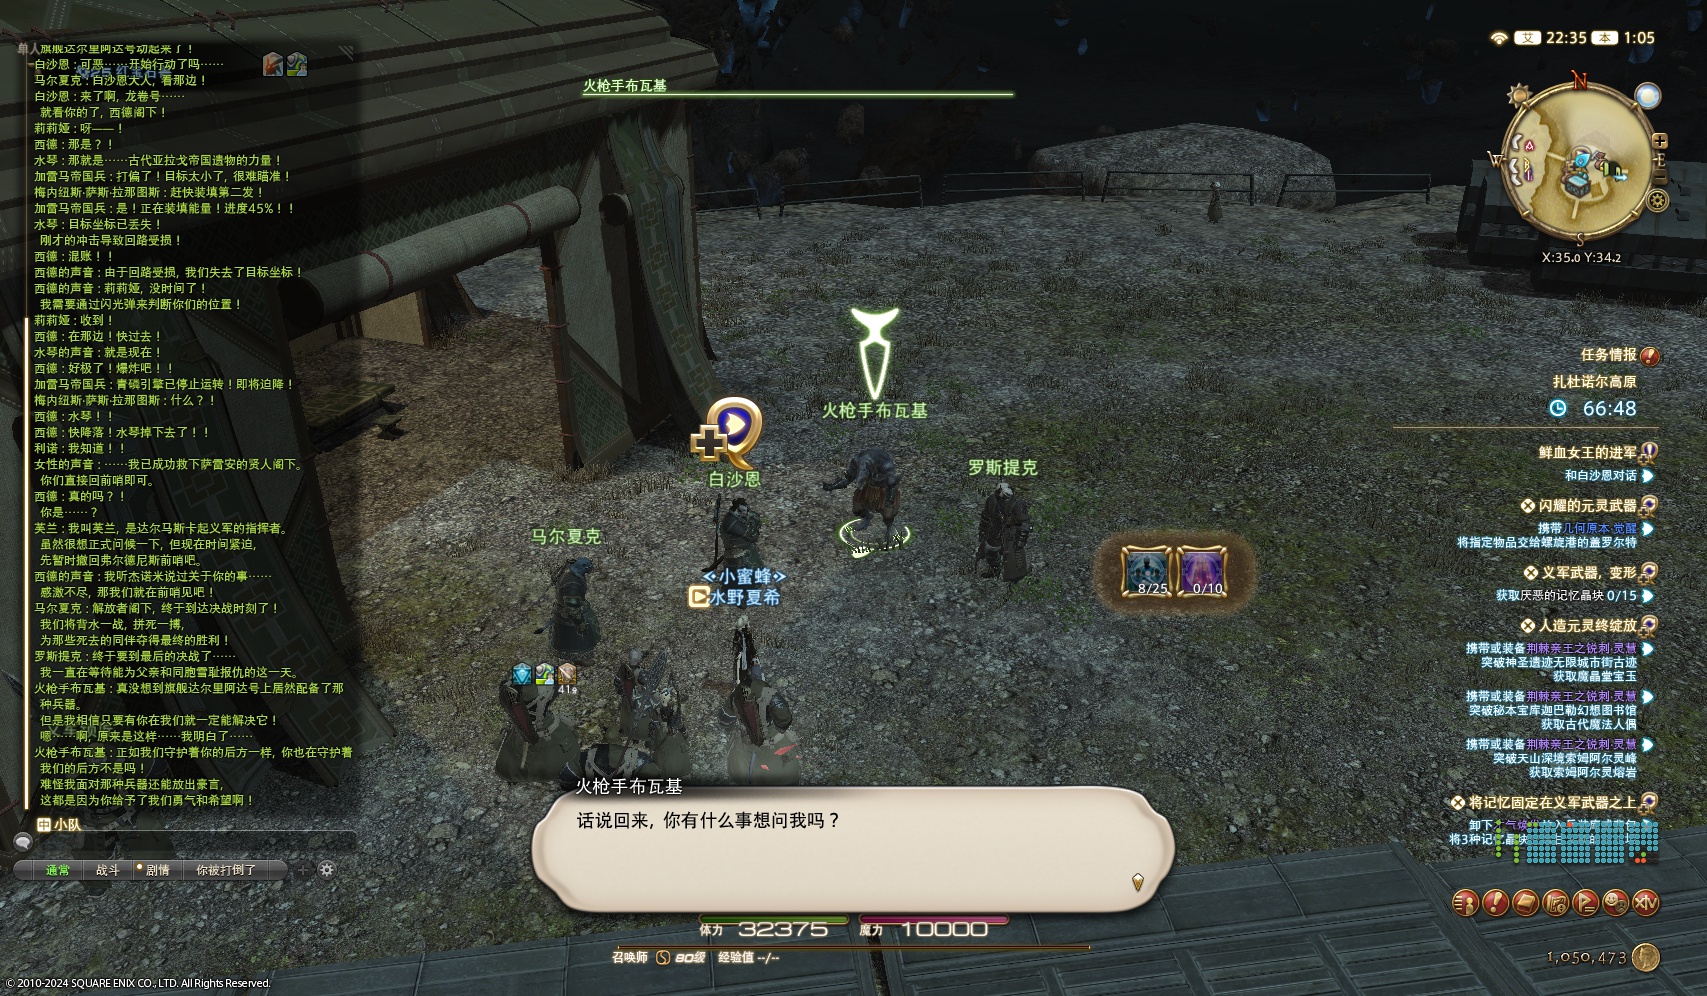 旗舰达尔里阿达号动起来了！
白沙恩：可恶……开始行动了吗……
马尔夏克：白沙恩大人，看那边！
白沙恩：来了啊，龙卷号……
就看你的了，西德阁下！
莉莉娅：呀——！
西德：那是？！
水琴：那就是……古代亚拉戈帝国遗物的力量！
加雷马帝国兵：打偏了！目标太小了，很难瞄准！
梅内纽斯·萨斯·拉那图斯：赶快装填第二发！
加雷马帝国兵：是！正在装填能量！进度45%！！
水琴：目标坐标已丢失！
刚才的冲击导致回路受损！
西德：混账！！
西德的声音：由于回路受损，我们失去了目标坐标！
西德的声音：莉莉娅，没时间了！
我需要通过闪光弹来判断你们的位置！
莉莉娅：收到！
西德：在那边！快过去！
水琴的声音：就是现在！
西德：好极了！爆炸吧！！
加雷马帝国兵：青磷引擎已停止运转！即将迫降！
梅内纽斯·萨斯·拉那图斯：什么？！
西德：水琴！！
西德：快降落！水琴掉下去了！！
利诺：我知道！！
女性的声音：……我已成功救下萨雷安的贤人阁下。
你们直接回前哨即可。
西德：真的吗？！
你是……？
芙兰：我叫芙兰，是达尔马斯卡起义军的指挥者。
虽然很想正式问候一下，但现在时间紧迫，
先暂时撤回弗尔德尼斯前哨吧。
西德的声音：我听杰诺米说过关于你的事……
感激不尽，那我们就在前哨见吧！
马尔夏克：解放者阁下，终于到达决战时刻了！
我们将背水一战，拼死一搏，
为那些死去的同伴夺得最终的胜利！
罗斯提克：终于要到最后的决战了……
我一直在等待能为父亲和同胞雪耻报仇的这一天。
火枪手布瓦基：真没想到旗舰达尔里阿达号上居然配备了那
种兵器。
但是我相信只要有你在我们就一定能解决它！
嗯……啊，原来是这样……我明白了……
火枪手布瓦基：正如我们守护着你的后方一样，你也在守护着
我们的后方不是吗！
难怪我面对那种兵器还能放出豪言，
这都是因为你给予了我们勇气和希望啊！
小队
通常 战斗 剧情 你被打倒了
火枪手布瓦基
火枪手布瓦基
白沙恩
罗斯提克
马尔夏克
小蜜蜂
水野夏希
8/25 0/10
41s
火枪手布瓦基
话说回来，你有什么事想问我吗？
体力 32375 魔力 10000
召唤师 80级 经验值 --/--
艾 22:35 本 1:05
N
W E
S
X:35.0 Y:34.2
任务情报
扎杜诺尔高原
66:48
鲜血女王的进军
和白沙恩对话
闪耀的元灵武器
携带几何原本·觉醒
将指定物品交给螺旋港的盖罗尔特
义军武器，变形
获取厌恶的记忆晶块 0/15
人造元灵终绽放
携带或装备荆棘亲王之锐刺·灵慧
突破神圣遗迹无限城市街古迹
获取魔晶堂宝玉
携带或装备荆棘亲王之锐刺·灵慧
突破秘本宝库迦巴勒幻想图书馆
获取古代魔法人偶
携带或装备荆棘亲王之锐刺·灵慧
突破天山深境索姆阿尔灵峰
获取索姆阿尔灵熔岩
将记忆固定在义军武器之上
1,050,473
© 2010-2024 SQUARE ENIX CO., LTD. All Rights Reserved.